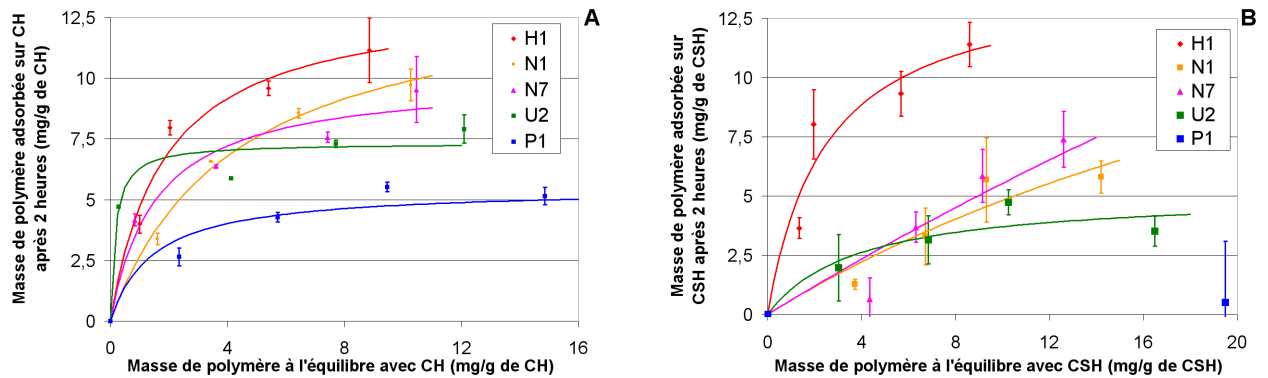 A
Masse de polymère adsorbée sur CH
après 2 heures (mg/g de CH)
12,5
10
7,5
5
2,5
0
0
4
8
12
16
Masse de polymère à l'équilibre avec CH (mg/g de CH)
H1
N1
N7
U2
P1
B
Masse de polymère adsorbée sur
CSH après 2 heures (mg/g de CSH)
12,5
10
7,5
5
2,5
0
0
4
8
12
16
20
Masse de polymère à l'équilibre avec CSH (mg/g de CSH)
H1
N1
N7
U2
P1